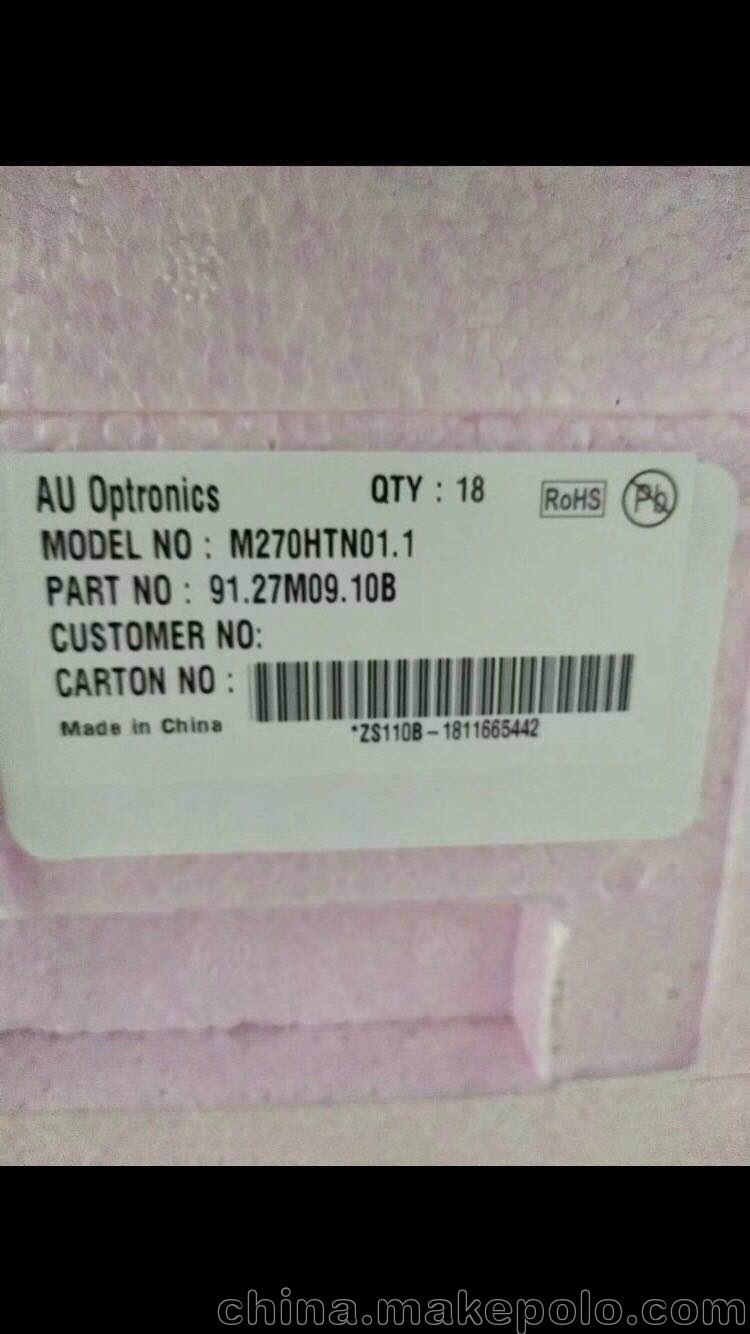 AU Optronics QTY : 18 RoHS Pb
MODEL NO : M270HTN01.1
PART NO : 91.27M09.10B
CUSTOMER NO:
CARTON NO :
Made in China *ZS110B-1811665442
china.makepolo.com